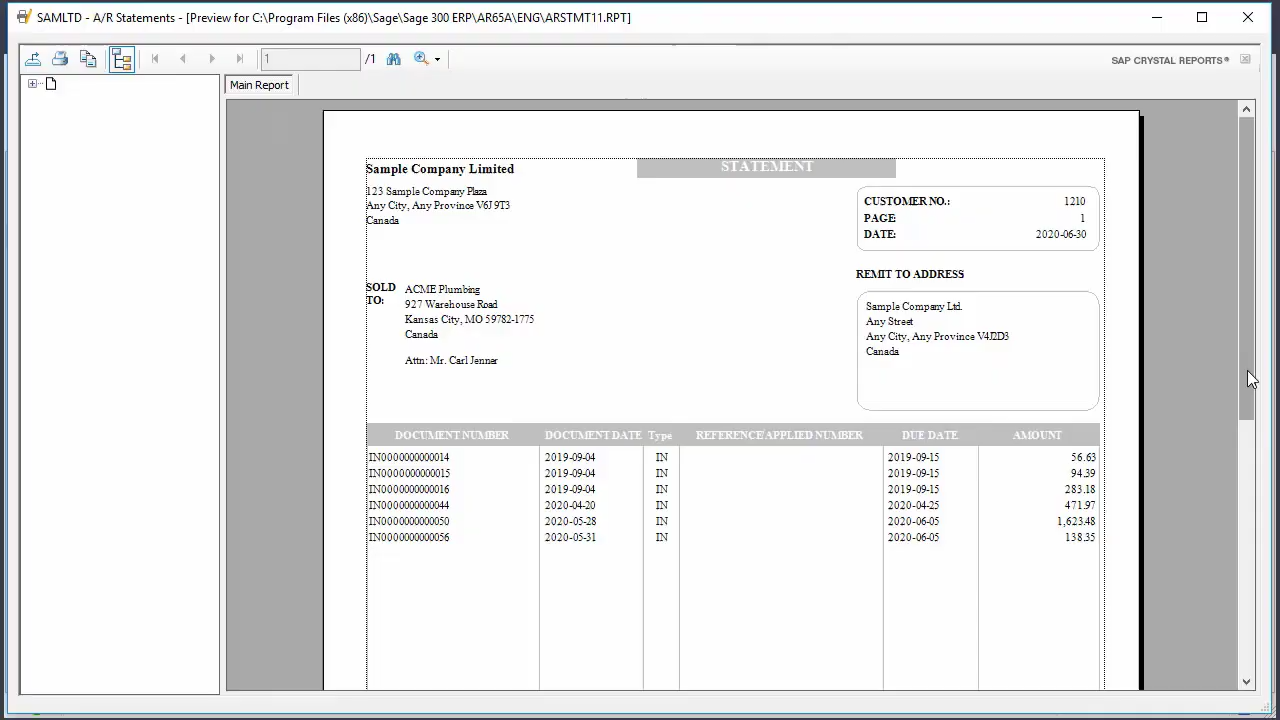 SAMLTD - A/R Statements - [Preview for C:\Program Files (x86)\Sage\Sage 300 ERP\AR65A\ENG\ARSTMT11.RPT]
1 /1 SAP CRYSTAL REPORTS®
Main Report
Sample Company Limited STATEMENT
123 Sample Company Plaza
Any City, Any Province V6J 9T3
Canada
CUSTOMER NO.: 1210
PAGE: 1
DATE: 2020-06-30
REMIT TO ADDRESS
SOLD TO:
ACME Plumbing
927 Warehouse Road
Kansas City, MO 59782-1775
Canada
Attn: Mr. Carl Jenner
Sample Company Ltd.
Any Street
Any City, Any Province V4J2D3
Canada
DOCUMENT NUMBER DOCUMENT DATE Type REFERENCE/APPLIED NUMBER DUE DATE AMOUNT
IN0000000000014 2019-09-04 IN 2019-09-15 56.63
IN0000000000015 2019-09-04 IN 2019-09-15 94.39
IN0000000000016 2019-09-04 IN 2019-09-15 283.18
IN0000000000044 2020-04-20 IN 2020-04-25 471.97
IN0000000000050 2020-05-28 IN 2020-06-05 1,623.48
IN0000000000056 2020-05-31 IN 2020-06-05 138.35